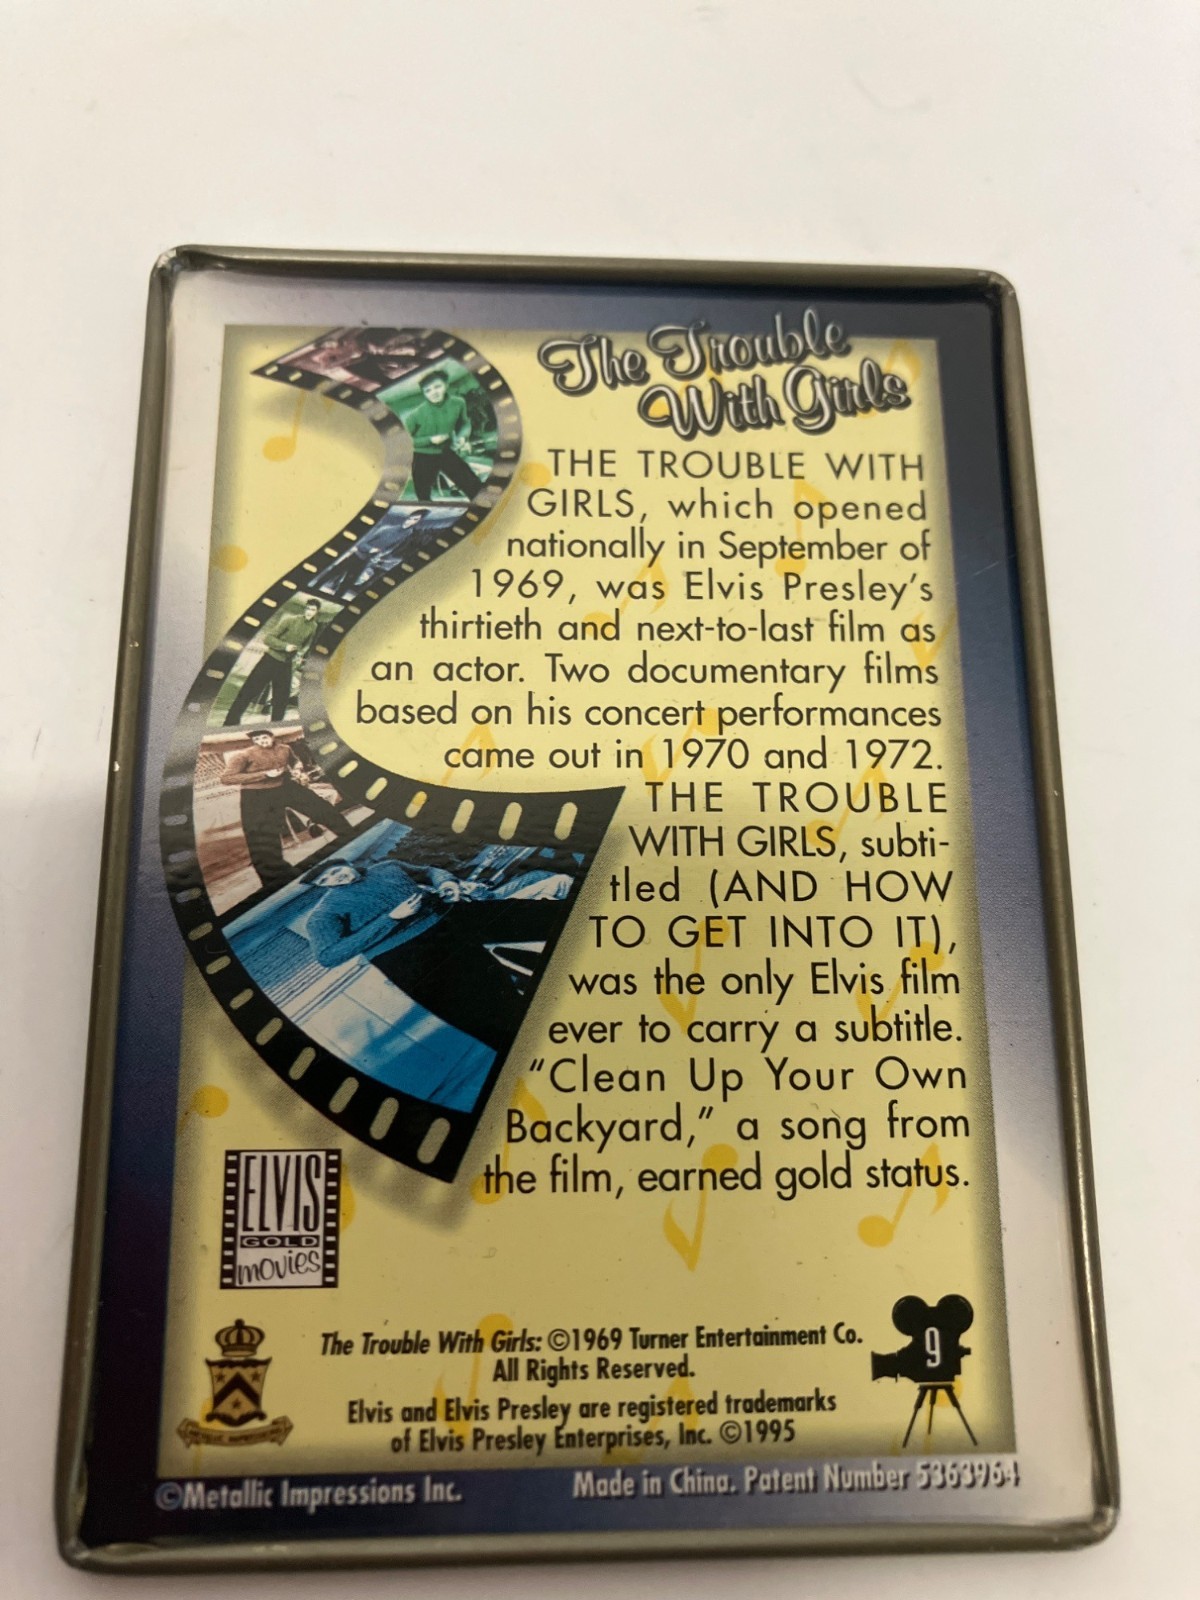 The Trouble
With Girls
THE TROUBLE WITH
GIRLS, which opened
nationally in September of
1969, was Elvis Presley's
thirtieth and next-to-last film as
an actor. Two documentary films
based on his concert performances
came out in 1970 and 1972.
THE TROUBLE
WITH GIRLS, subti-
tled (AND HOW
TO GET INTO IT),
was the only Elvis film
ever to carry a subtitle.
"Clean Up Your Own
Backyard," a song from
the film, earned gold status.
ELVIS
GOLD
movies
The Trouble With Girls: ©1969 Turner Entertainment Co.
All Rights Reserved.
Elvis and Elvis Presley are registered trademarks
of Elvis Presley Enterprises, Inc. ©1995
9
METALLIC IMPRESSIONS
©Metallic Impressions Inc.
Made in China. Patent Number 5363964